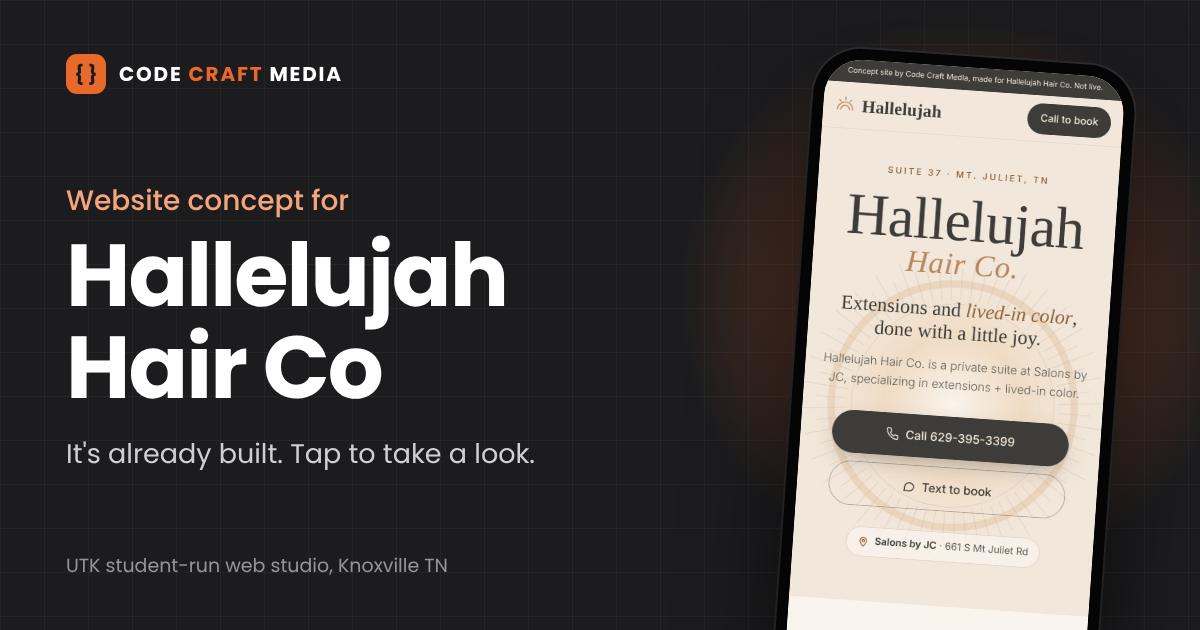 { } CODE CRAFT MEDIA
Website concept for
Hallelujah
Hair Co
It's already built. Tap to take a look.
UTK student-run web studio, Knoxville TN
Concept site by Code Craft Media, made for Hallelujah Hair Co. Not live.
Hallelujah
Call to book
SUITE 37 · MT. JULIET, TN
Hallelujah
Hair Co.
Extensions and lived-in color,
done with a little joy.
Hallelujah Hair Co. is a private suite at Salons by
JC, specializing in extensions + lived-in color.
Call 629-395-3399
Text to book
Salons by JC · 661 S Mt Juliet Rd